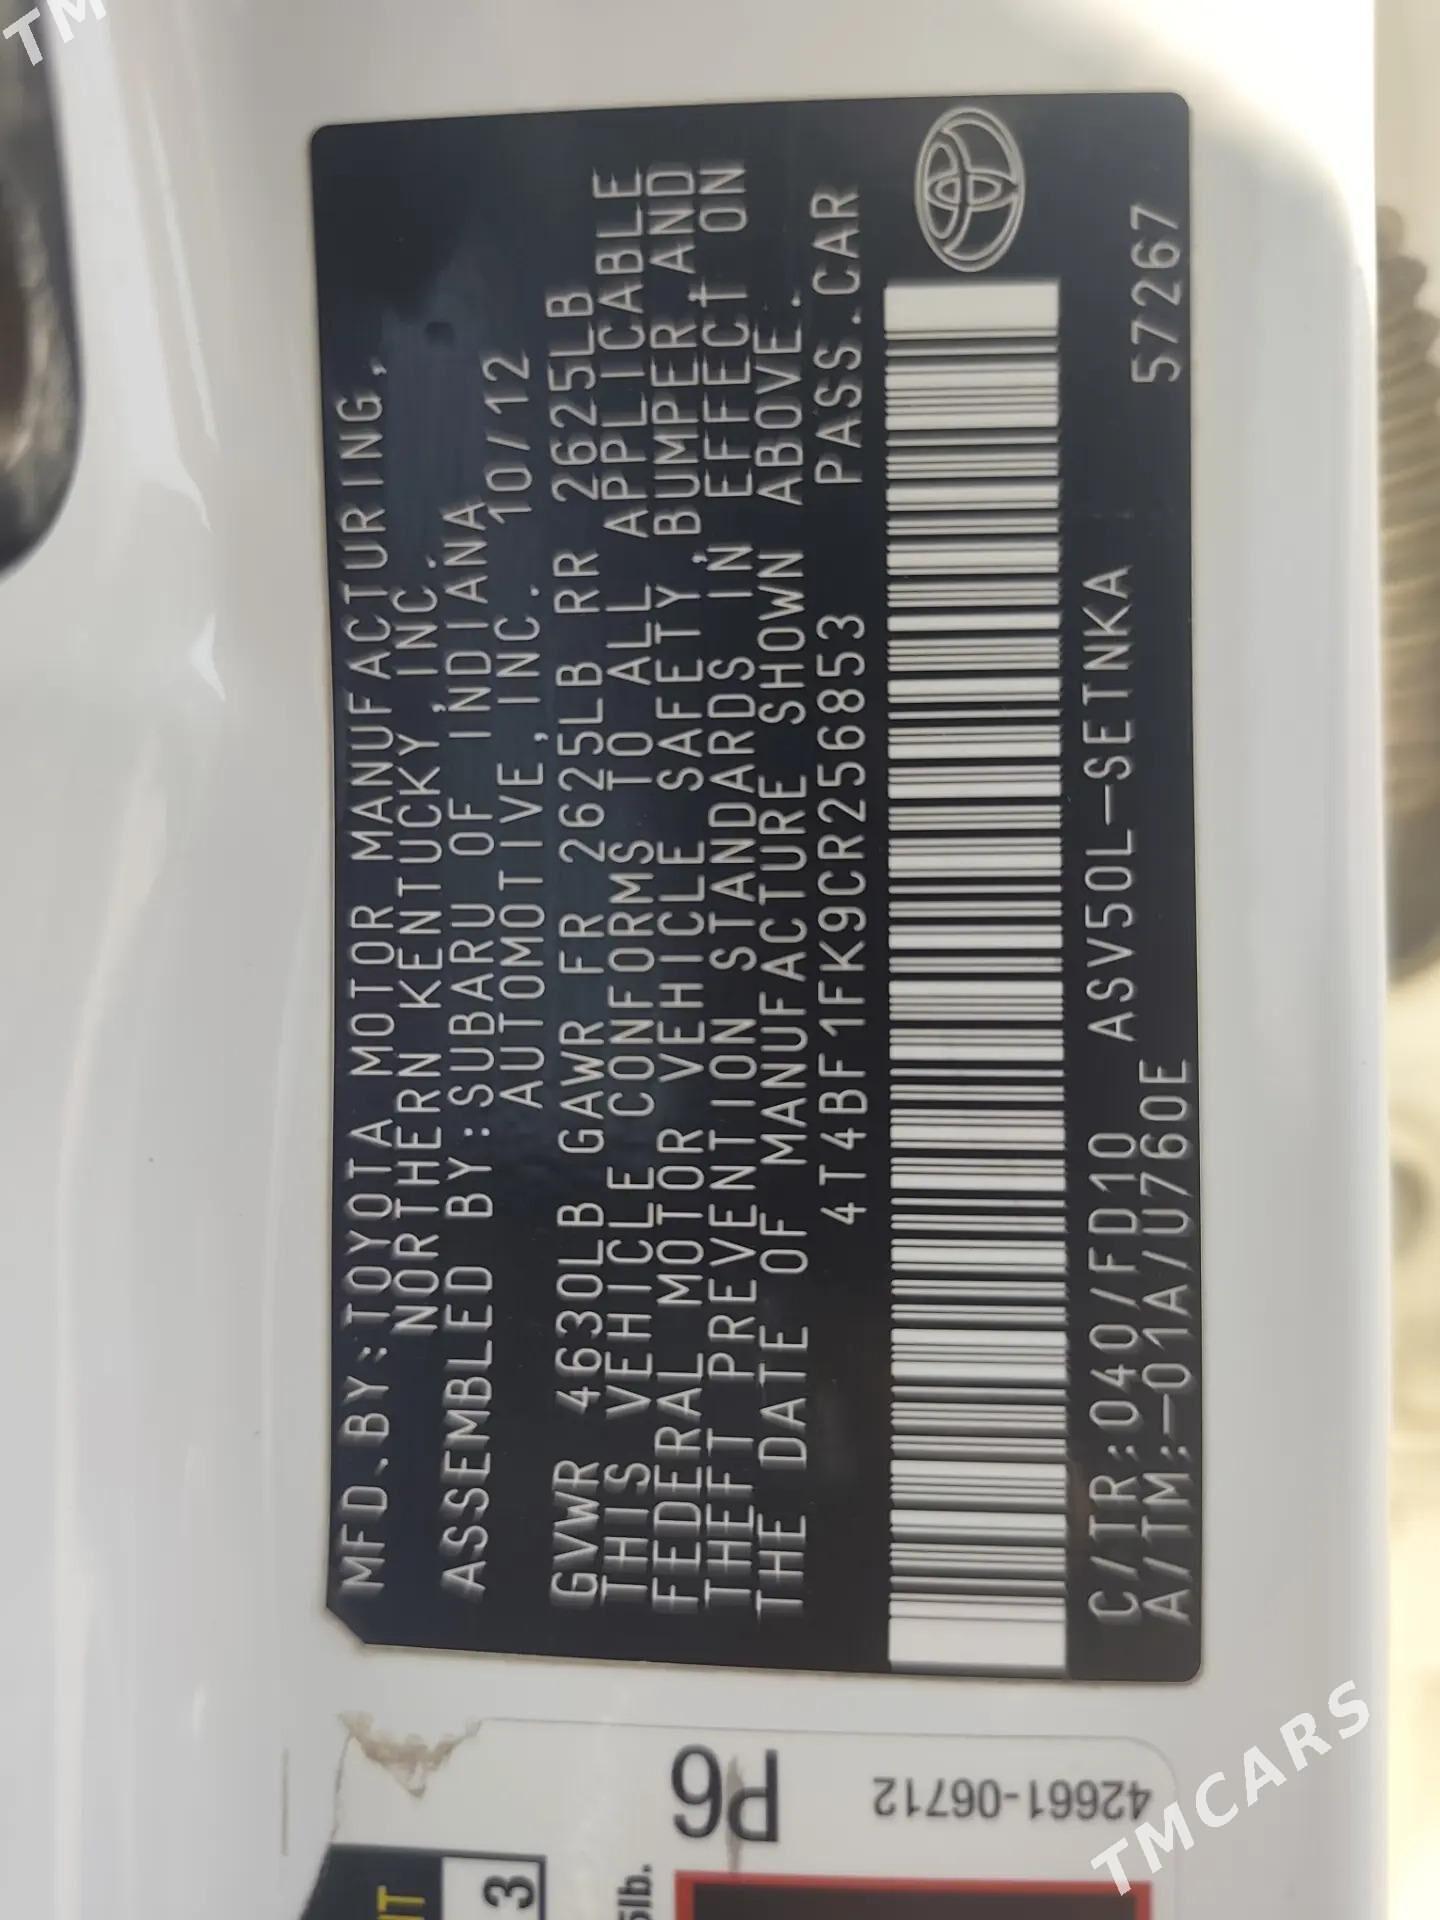 MFD.BY:TOYOTA MOTOR MANUFACTURING,
NORTHERN KENTUCKY,INC.
ASSEMBLED BY:SUBARU OF INDIANA
AUTOMOTIVE,INC. 10/12
GVWR 4630LB GAWR FR 2625LB RR 2625LB
THIS VEHICLE CONFORMS TO ALL APPLICABLE
FEDERAL MOTOR VEHICLE SAFETY,BUMPER,AND
THEFT PREVENTION STANDARDS IN EFFECT ON
THE DATE OF MANUFACTURE SHOWN ABOVE.
4T4BF1FK9CR256853 PASS.CAR
C/TR:040/FD10 ASV50L-SETNKA
A/TM:-01A/U760E 57267
P6
42661-06712
3
TMCARS